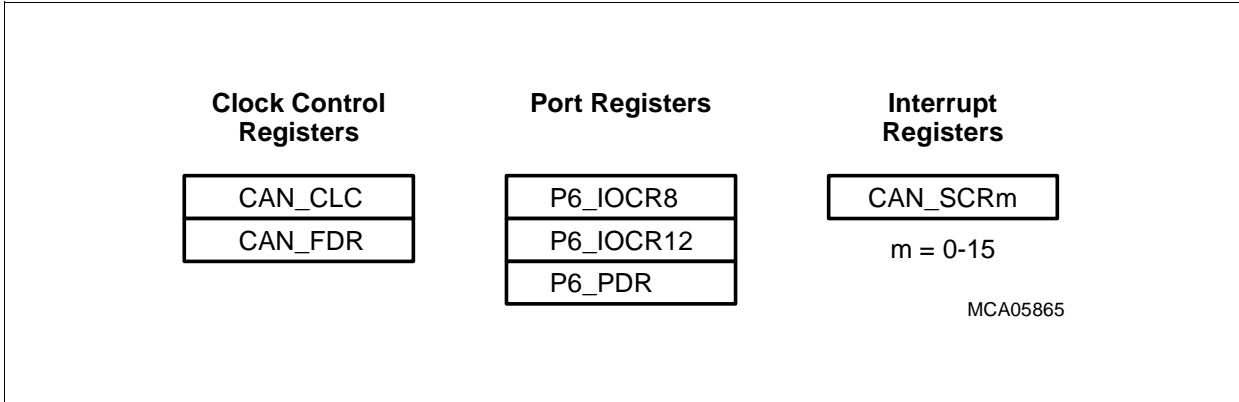 Clock Control
Registers
CAN_CLC
CAN_FDR
Port Registers
P6_IOCR8
P6_IOCR12
P6_PDR
Interrupt
Registers
CAN_SCRm
m = 0-15
MCA05865